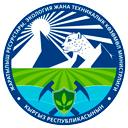 ЖАРАТЫЛЫШ РЕСУРСТАРЫ, ЭКОЛОГИЯ ЖАНА ТЕХНИКАЛЫК КӨЗӨМӨЛ МИНИСТРЛИГИ
КЫРГЫЗ РЕСПУБЛИКАСЫНЫН